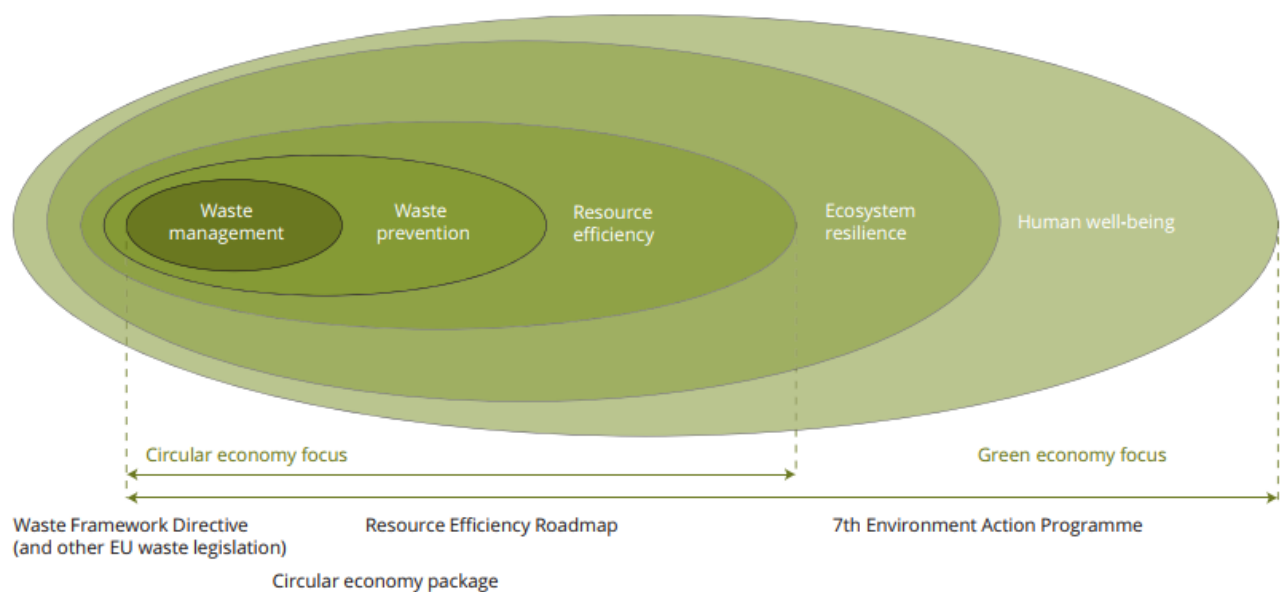 Waste
management
Waste
prevention
Resource
efficiency
Ecosystem
resilience
Human well-being
Circular economy focus
Green economy focus
Waste Framework Directive
(and other EU waste legislation)
Resource Efficiency Roadmap
7th Environment Action Programme
Circular economy package